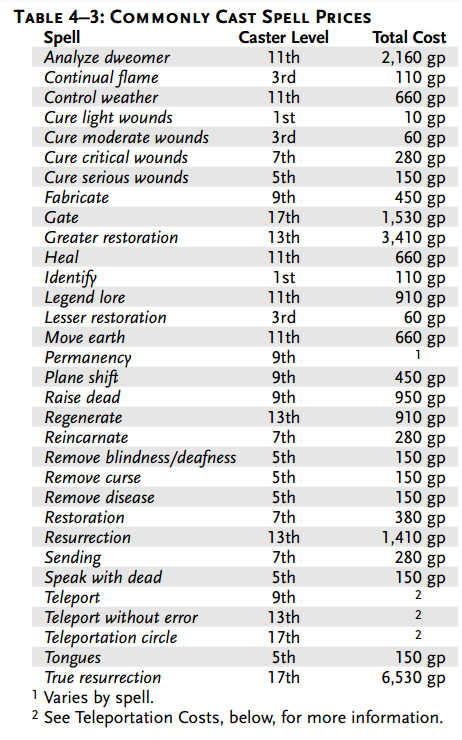 TABLE 4–3: COMMONLY CAST SPELL PRICES
Spell Caster Level Total Cost
Analyze dweomer 11th 2,160 gp
Continual flame 3rd 110 gp
Control weather 11th 660 gp
Cure light wounds 1st 10 gp
Cure moderate wounds 3rd 60 gp
Cure critical wounds 7th 280 gp
Cure serious wounds 5th 150 gp
Fabricate 9th 450 gp
Gate 17th 1,530 gp
Greater restoration 13th 3,410 gp
Heal 11th 660 gp
Identify 1st 110 gp
Legend lore 11th 910 gp
Lesser restoration 3rd 60 gp
Move earth 11th 660 gp
Permanency 9th 1
Plane shift 9th 450 gp
Raise dead 9th 950 gp
Regenerate 13th 910 gp
Reincarnate 7th 280 gp
Remove blindness/deafness 5th 150 gp
Remove curse 5th 150 gp
Remove disease 5th 150 gp
Restoration 7th 380 gp
Resurrection 13th 1,410 gp
Sending 7th 280 gp
Speak with dead 5th 150 gp
Teleport 9th 2
Teleport without error 13th 2
Teleportation circle 17th 2
Tongues 5th 150 gp
True resurrection 17th 6,530 gp
1 Varies by spell.
2 See Teleportation Costs, below, for more information.